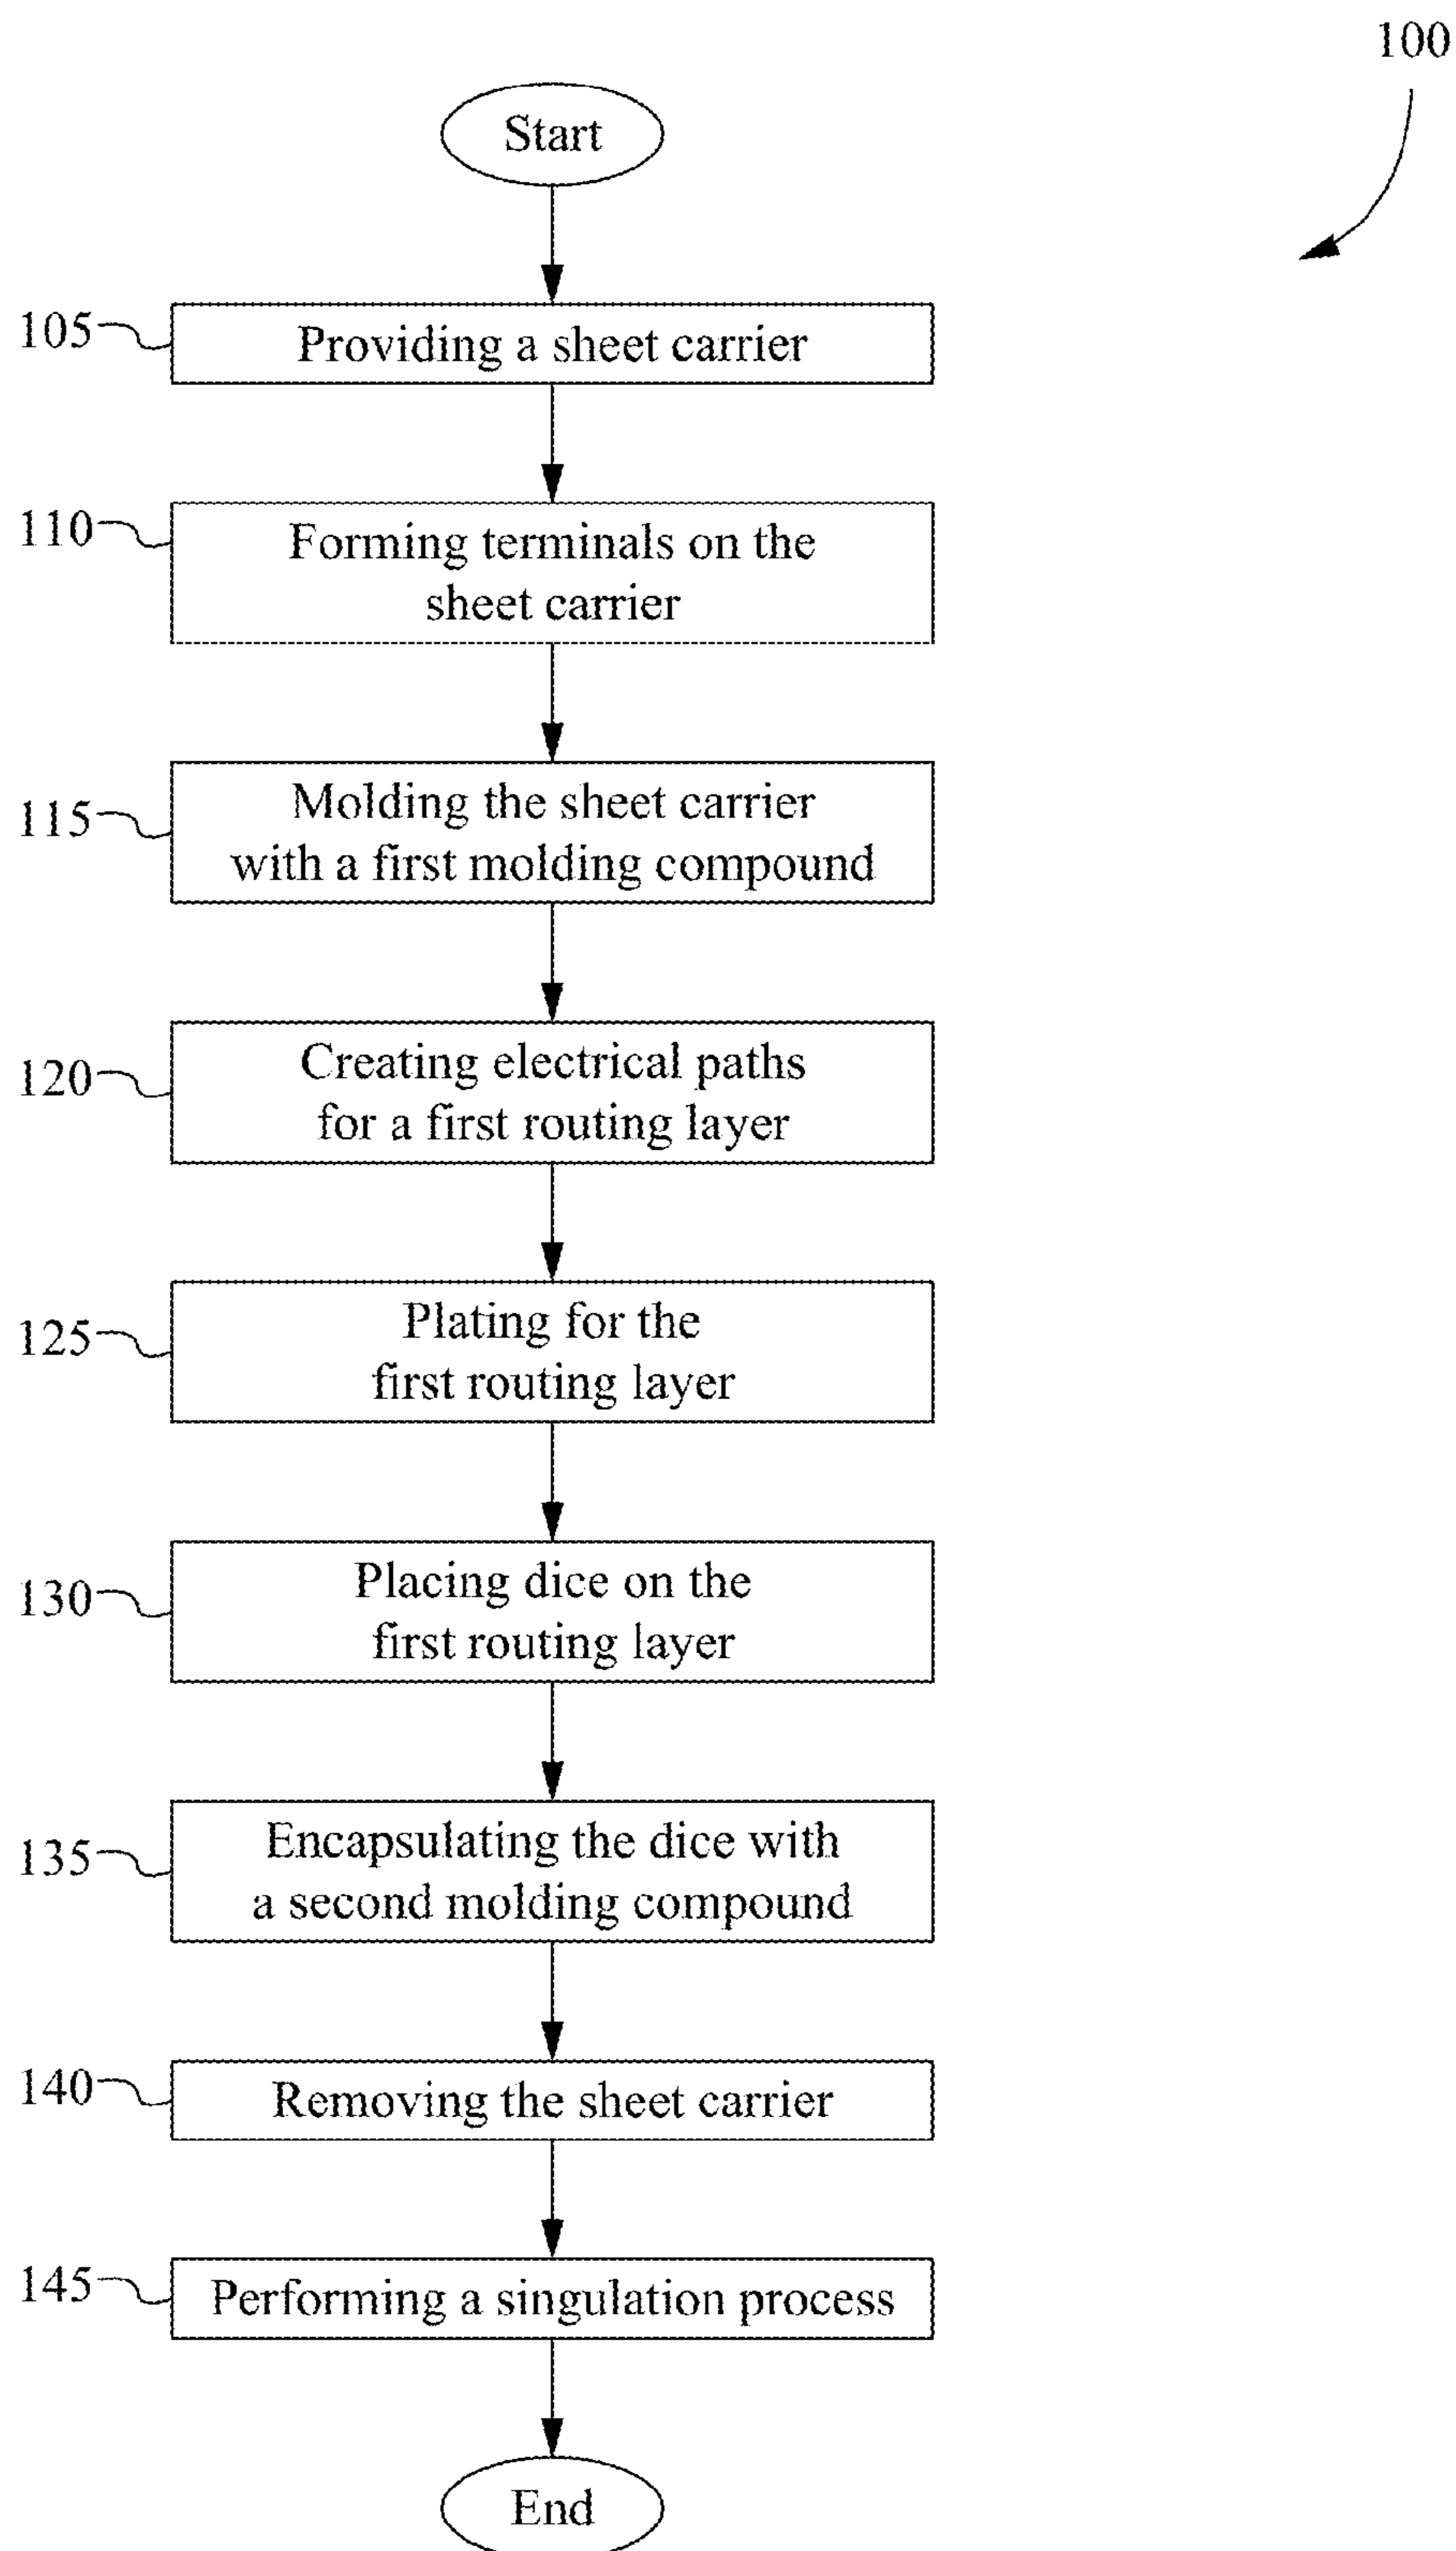 100
Start
105
Providing a sheet carrier
110
Forming terminals on the
sheet carrier
115
Molding the sheet carrier
with a first molding compound
120
Creating electrical paths
for a first routing layer
125
Plating for the
first routing layer
130
Placing dice on the
first routing layer
135
Encapsulating the dice with
a second molding compound
140
Removing the sheet carrier
145
Performing a singulation process
End